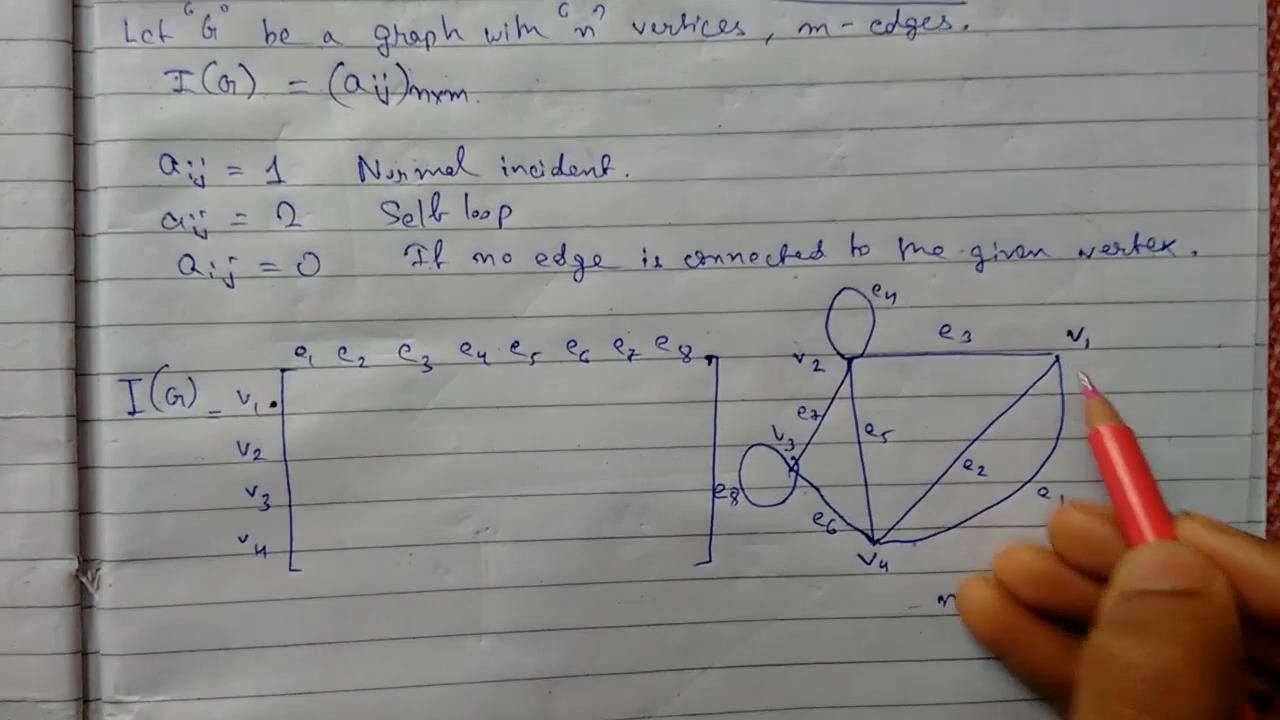 Let "G" be a graph with "n" vertices, m-edges.
I(G) = (aij)n×m.
aij = 1 Normal incident.
aij = 2 Self loop
aij = 0 If no edge is connected to the given vertex.
e1 e2 e3 e4 e5 e6 e7 e8
I(G) = v1
v2
v3
v4
e4
e3
v1
v2
e7
v3
e5
e2
e8
e1
e6
v4